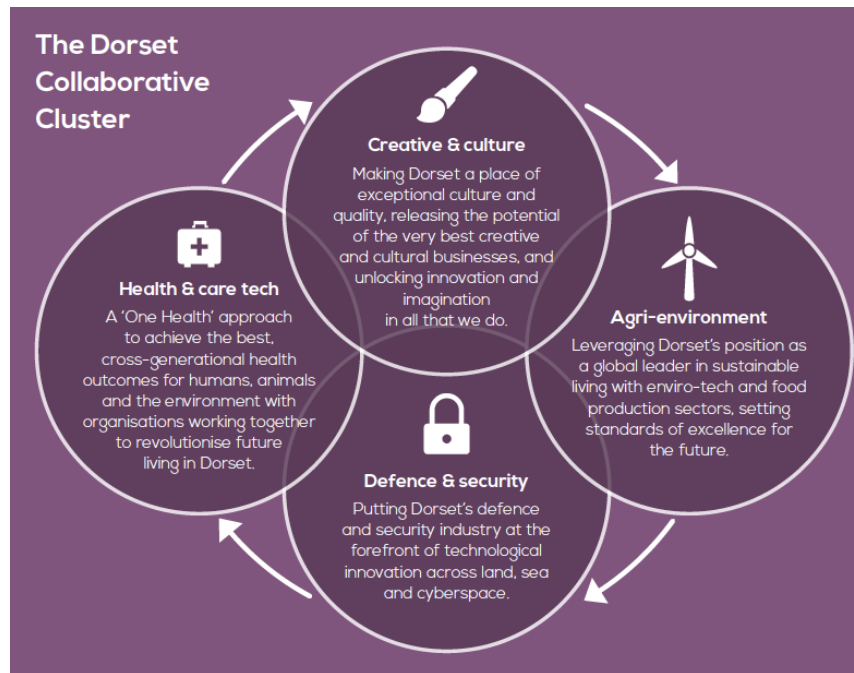 The Dorset
Collaborative
Cluster
Creative & culture
Making Dorset a place of
exceptional culture and
quality, releasing the potential
of the very best creative
and cultural businesses, and
unlocking innovation and
imagination
in all that we do.
Health & care tech
A ‘One Health’ approach
to achieve the best,
cross-generational health
outcomes for humans, animals
and the environment with
organisations working together
to revolutionise future
living in Dorset.
Agri-environment
Leveraging Dorset’s position as
a global leader in sustainable
living with enviro-tech and food
production sectors, setting
standards of excellence for
the future.
Defence & security
Putting Dorset’s defence
and security industry at the
forefront of technological
innovation across land, sea
and cyberspace.